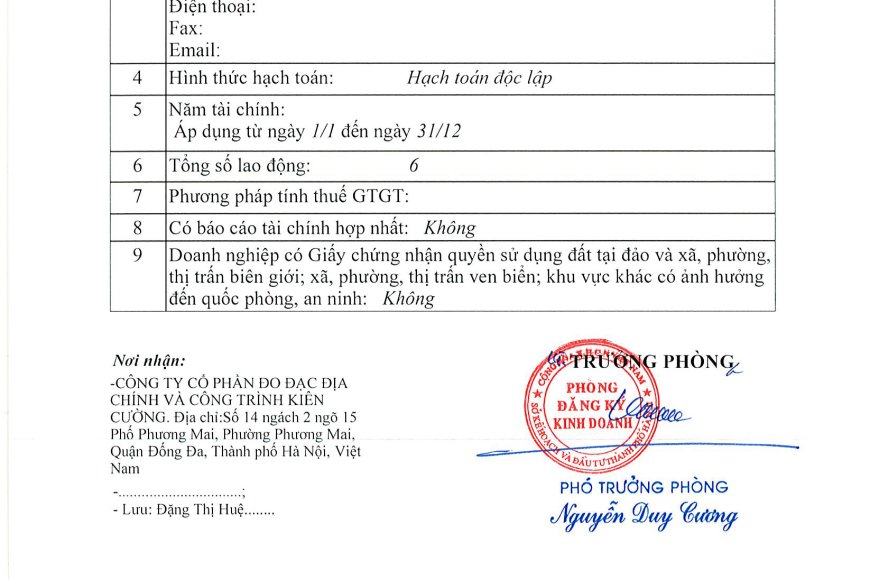 Điện thoại:
Fax:
Email:
4 Hình thức hạch toán: Hạch toán độc lập
5 Năm tài chính:
Áp dụng từ ngày 1/1 đến ngày 31/12
6 Tổng số lao động: 6
7 Phương pháp tính thuế GTGT:
8 Có báo cáo tài chính hợp nhất: Không
9 Doanh nghiệp có Giấy chứng nhận quyền sử dụng đất tại đảo và xã, phường,
thị trấn biên giới; xã, phường, thị trấn ven biển; khu vực khác có ảnh hưởng
đến quốc phòng, an ninh: Không
Nơi nhận:
-CÔNG TY CỔ PHẦN ĐO ĐẠC ĐỊA
CHÍNH VÀ CÔNG TRÌNH KIÊN
CƯỜNG. Địa chỉ:Số 14 ngách 2 ngõ 15
Phố Phương Mai, Phường Phương Mai,
Quận Đống Đa, Thành phố Hà Nội, Việt
Nam
-................................;
- Lưu: Đặng Thị Huệ........
TRƯỞNG PHÒNG
PHÒNG
ĐĂNG KÝ
KINH DOANH
SỞ KẾ HOẠCH VÀ ĐẦU TƯ THÀNH PHỐ HÀ
PHÓ TRƯỞNG PHÒNG
Nguyễn Duy Cương